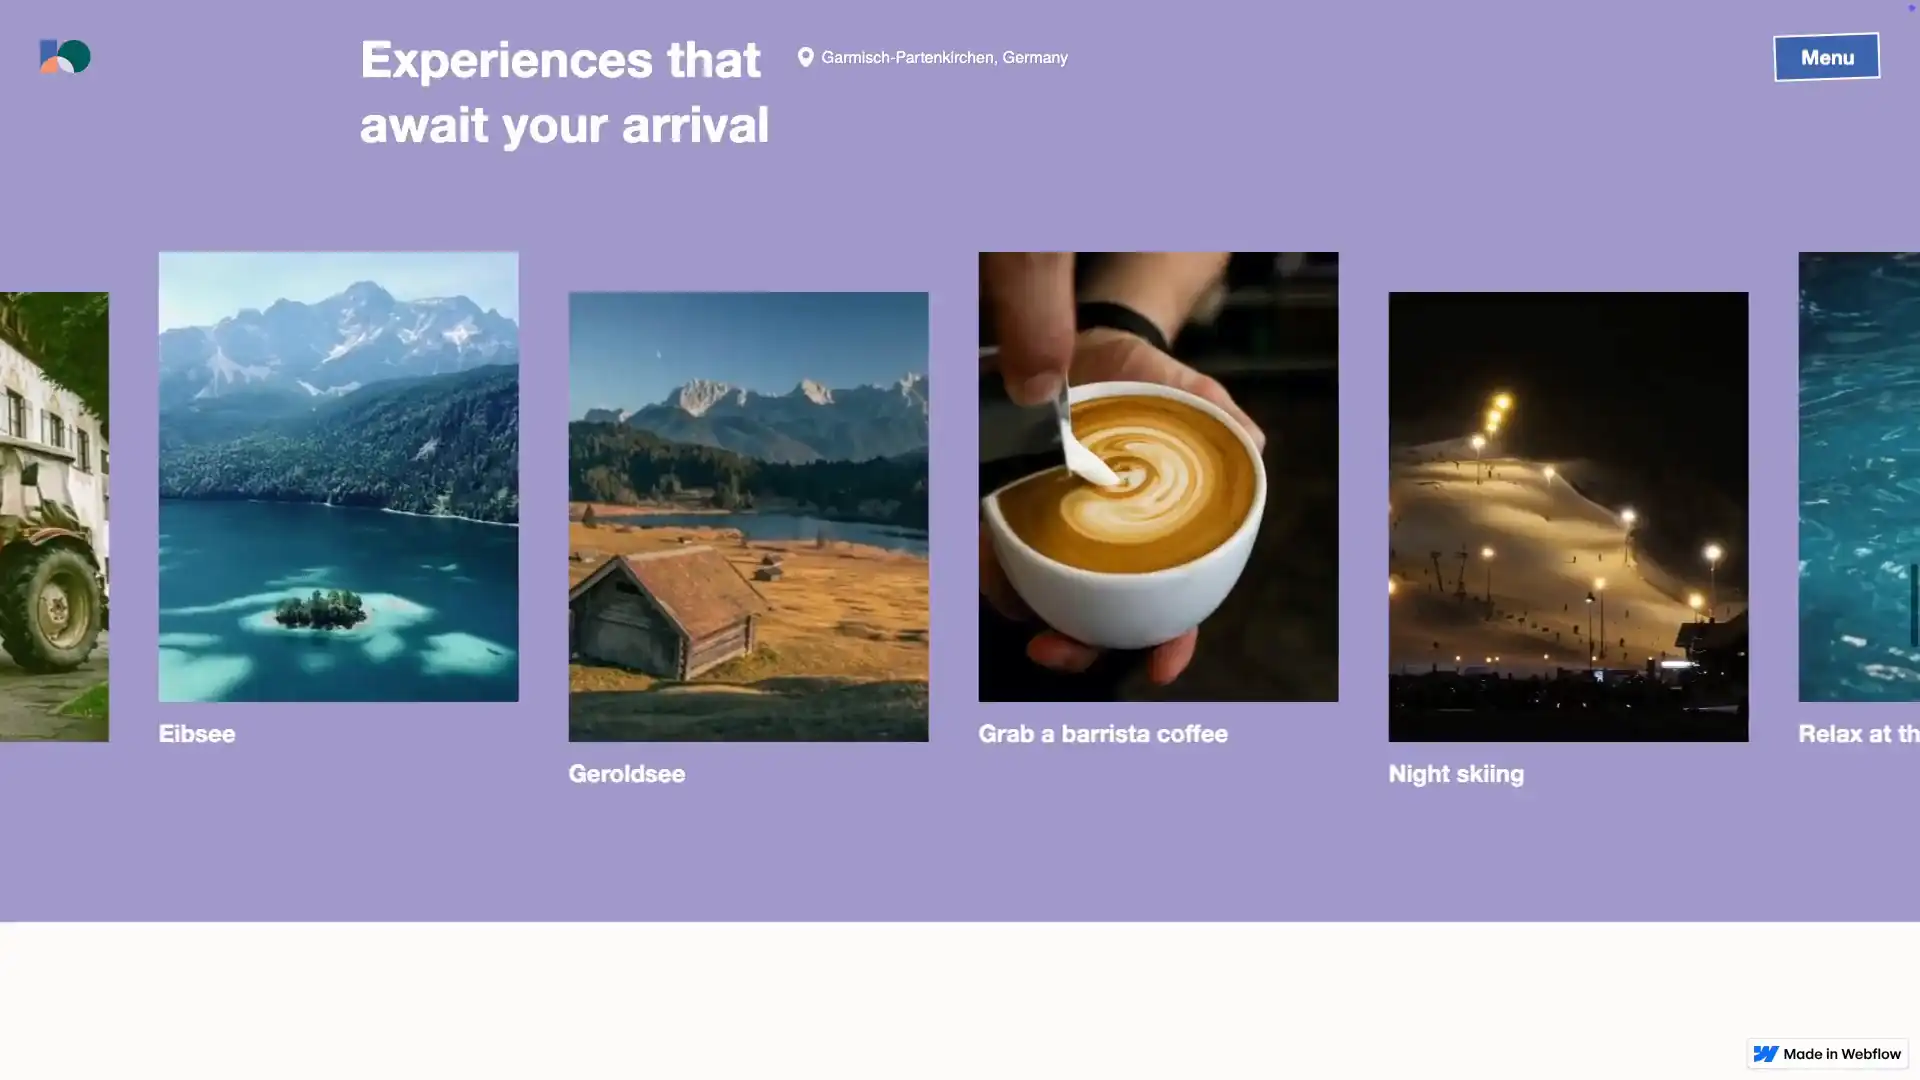 Experiences that
await your arrival
Garmisch-Partenkirchen, Germany
Menu
Eibsee
Geroldsee
Grab a barrista coffee
Night skiing
Relax at th
Made in Webflow